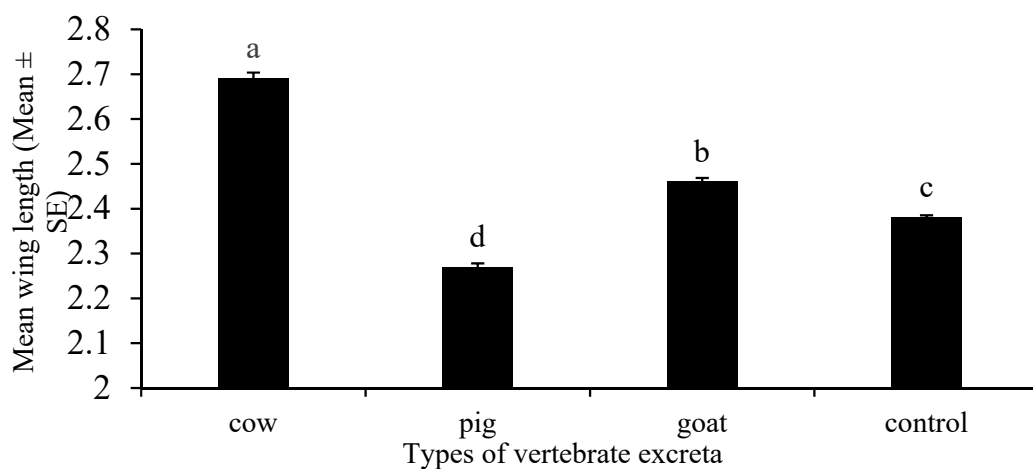 Mean wing length (Mean ±
SE)
2.8
2.7
2.6
2.5
2.4
2.3
2.2
2.1
2
a
d
b
c
cow
pig
goat
control
Types of vertebrate excreta